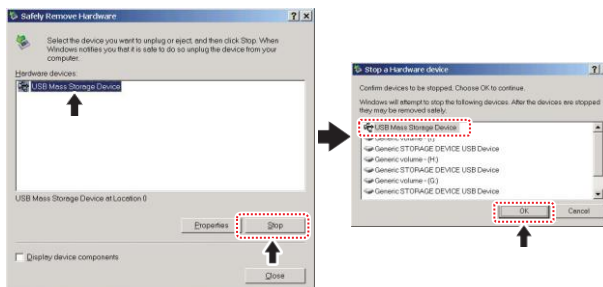 Safely Remove Hardware
Select the device you want to unplug or eject, and then click Stop. When
Windows notifies you that it is safe to do so unplug the device from your
computer.
Hardware devices:
USB Mass Storage Device
USB Mass Storage Device at Location 0
Properties
Stop
Display device components
Close
Stop a Hardware device
Confirm devices to be stopped, Choose OK to continue.
Windows will attempt to stop the following devices. After the devices are stopped
they may be removed safely.
USB Mass Storage Device
Generic volume - (I:)
Generic STORAGE DEVICE USB Device
Generic volume - (H:)
Generic STORAGE DEVICE USB Device
Generic volume - (G:)
Generic STORAGE DEVICE USB Device
OK
Cancel